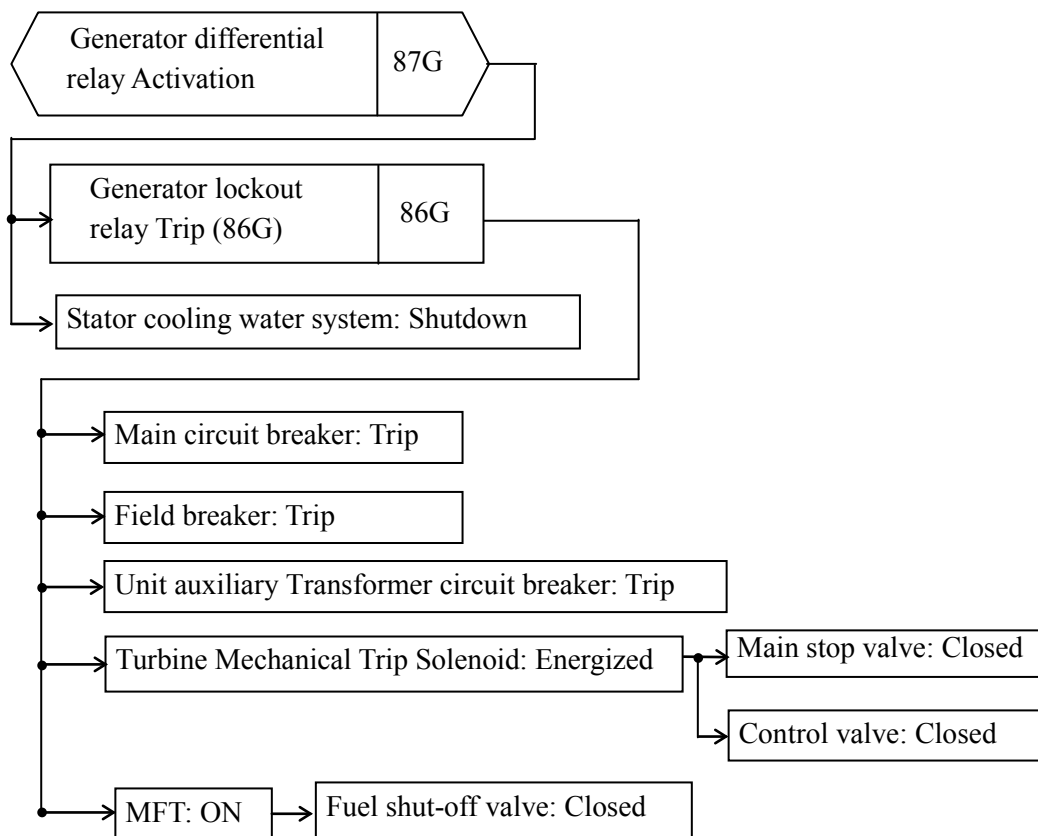 Generator differential
relay Activation
87G
Generator lockout
relay Trip (86G)
86G
Stator cooling water system: Shutdown
Main circuit breaker: Trip
Field breaker: Trip
Unit auxiliary Transformer circuit breaker: Trip
Turbine Mechanical Trip Solenoid: Energized
Main stop valve: Closed
Control valve: Closed
MFT: ON
Fuel shut-off valve: Closed